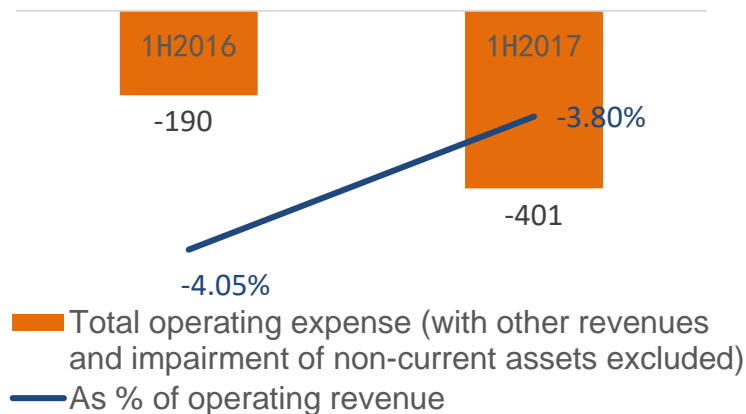 1H2016
1H2017
-190
-3.80%
-401
-4.05%
Total operating expense (with other revenues
and impairment of non-current assets excluded)
As % of operating revenue